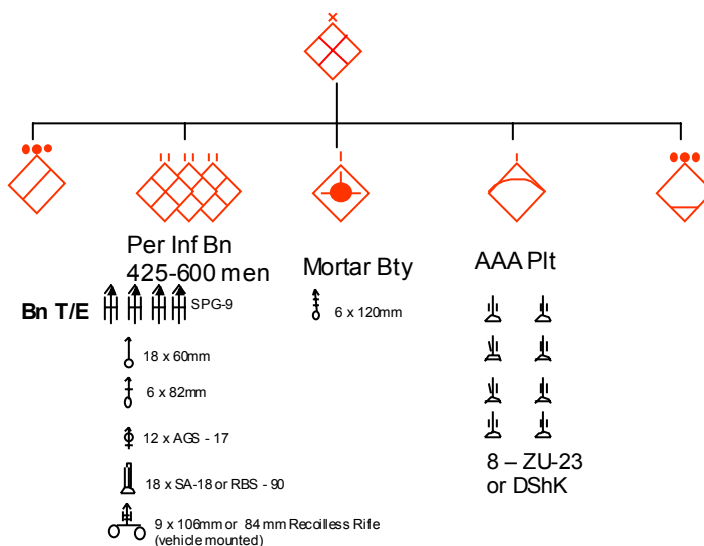 Per Inf Bn
425-600 men
Mortar Bty
AAA Plt
Bn T/E
SPG-9
6 x 120mm
18 x 60mm
6 x 82mm
12 x AGS - 17
18 x SA-18 or RBS - 90
8 – ZU-23
or DShK
9 x 106mm or 84 mm Recoilless Rifle
(vehicle mounted)